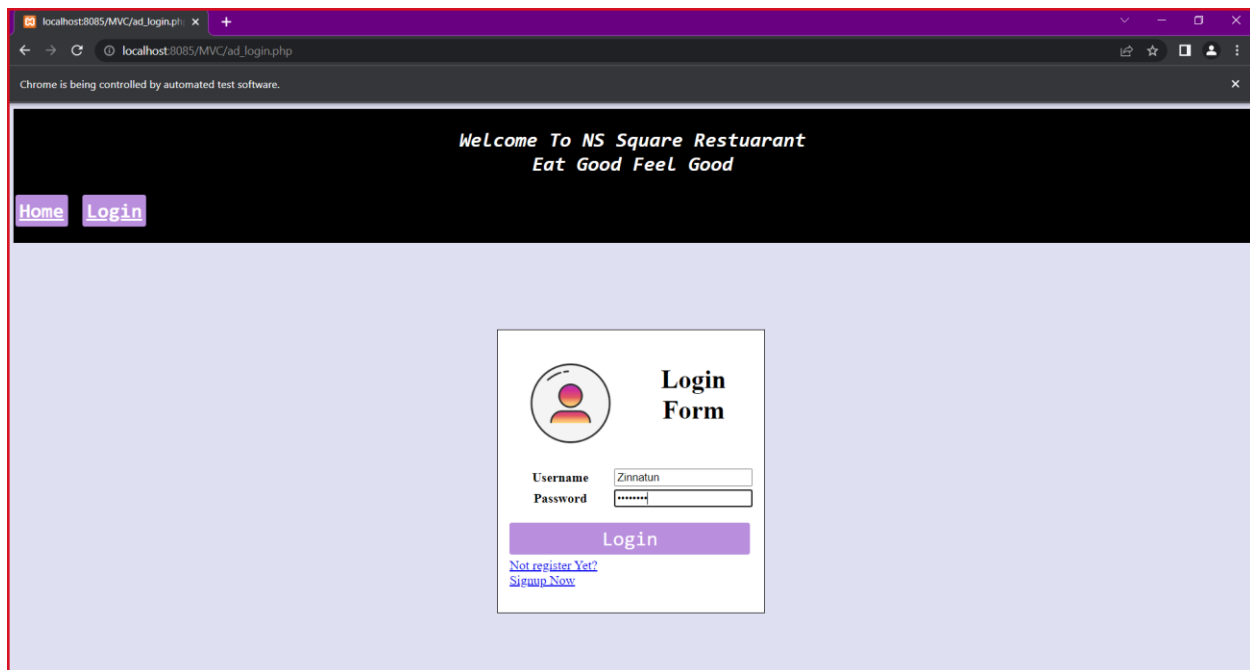 localhost:8085/MVC/ad_login.ph
localhost:8085/MVC/ad_login.php
Chrome is being controlled by automated test software.
Welcome To NS Square Restuarant
Eat Good Feel Good
Home Login
Login
Form
Username Zinnatun
Password ••••••••
Login
Not register Yet?
Signup Now